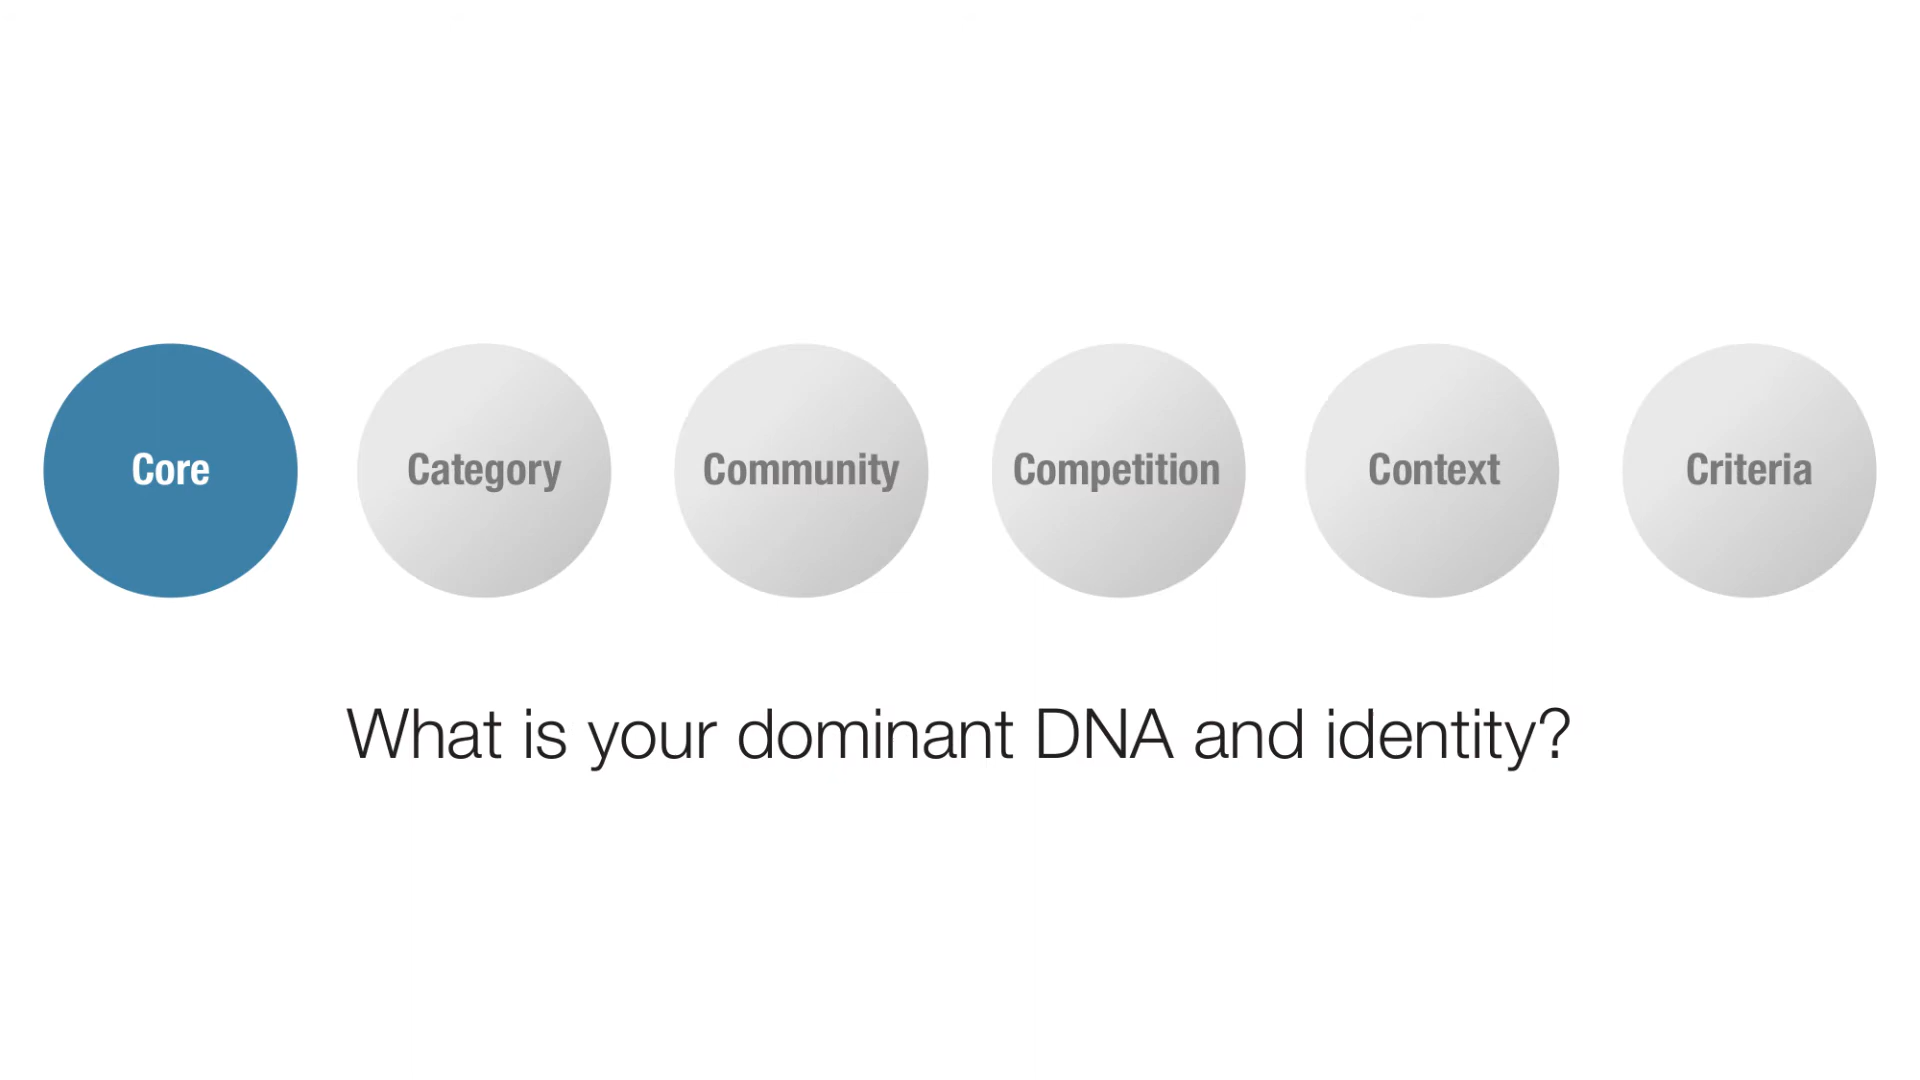 Core Category Community Competition Context Criteria
What is your dominant DNA and identity?